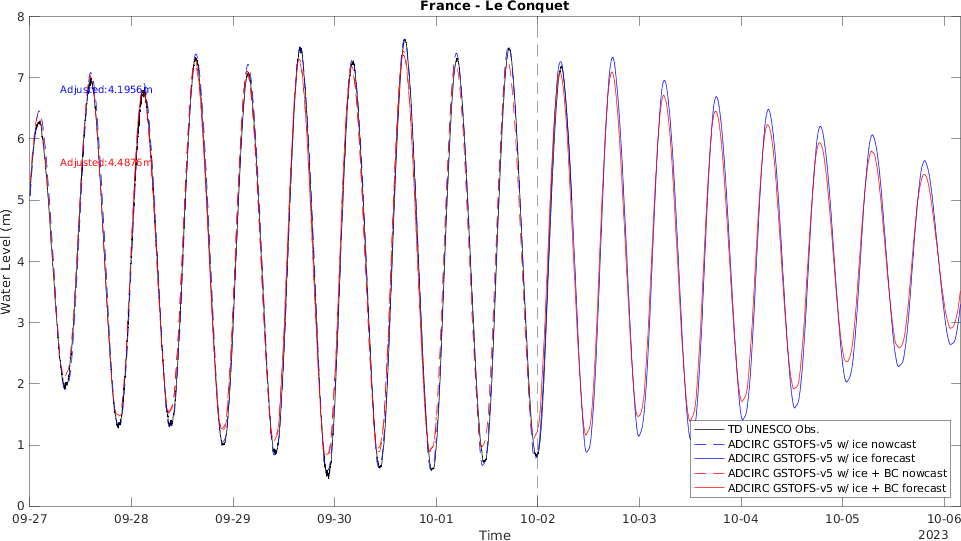 France - Le Conquet
8
7
6
5
4
3
2
1
0
Water Level (m)
Adjusted:4.1956m
Adjusted:4.4876m
TD UNESCO Obs.
ADCIRC GSTOFS-v5 w/ ice nowcast
ADCIRC GSTOFS-v5 w/ ice forecast
ADCIRC GSTOFS-v5 w/ ice + BC nowcast
ADCIRC GSTOFS-v5 w/ ice + BC forecast
09-27 09-28 09-29 09-30 10-01 10-02 10-03 10-04 10-05 10-06
Time
2023